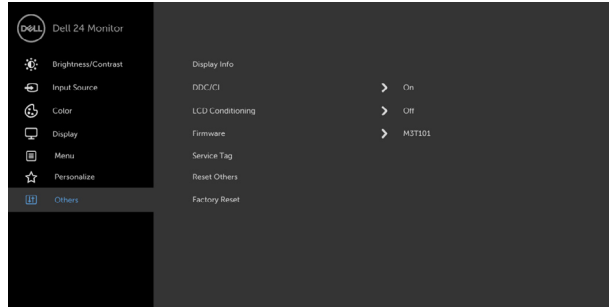 DELL Dell 24 Monitor
Brightness/Contrast Display Info
Input Source DDC/CI On
Color LCD Conditioning Off
Display Firmware M3T101
Menu Service Tag
Personalize Reset Others
Others Factory Reset